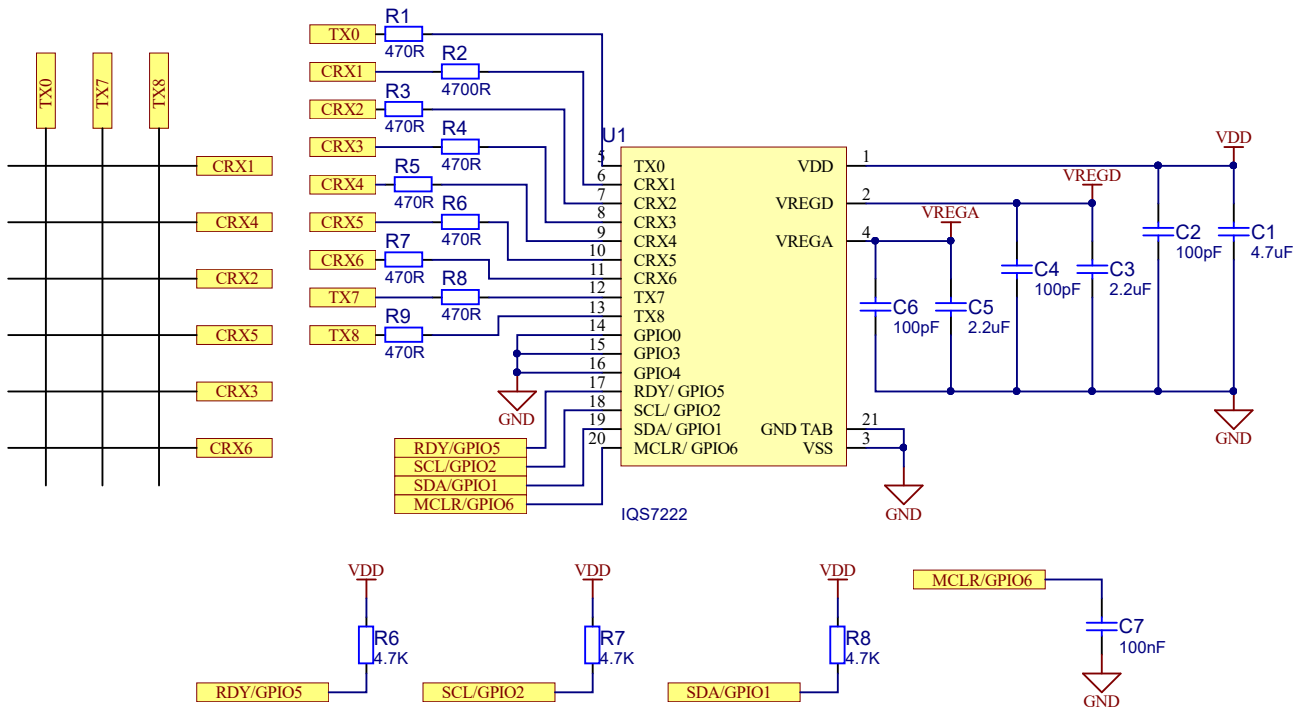 TX0
TX7
TX8
CRX1
CRX4
CRX2
CRX5
CRX3
CRX6
TX0
R1
470R
CRX1
R2
4700R
CRX2
R3
470R
CRX3
R4
470R
CRX4
R5
470R
CRX5
R6
470R
CRX6
R7
470R
TX7
R8
470R
TX8
R9
470R
U1
5 TX0
6 CRX1
7 CRX2
8 CRX3
9 CRX4
10 CRX5
11 CRX6
12 TX7
13 TX8
14 GPIO0
15 GPIO3
16 GPIO4
17 RDY/ GPIO5
18 SCL/ GPIO2
19 SDA/ GPIO1
20 MCLR/ GPIO6
VDD 1
VREGD 2
VREGA 4
GND TAB 21
VSS 3
IQS7222
GND
RDY/GPIO5
SCL/GPIO2
SDA/GPIO1
MCLR/GPIO6
VREGA
VREGD
VDD
C6
100pF
C5
2.2uF
C4
100pF
C3
2.2uF
C2
100pF
C1
4.7uF
GND
GND
VDD
R6
4.7K
RDY/GPIO5
VDD
R7
4.7K
SCL/GPIO2
VDD
R8
4.7K
SDA/GPIO1
MCLR/GPIO6
C7
100nF
GND